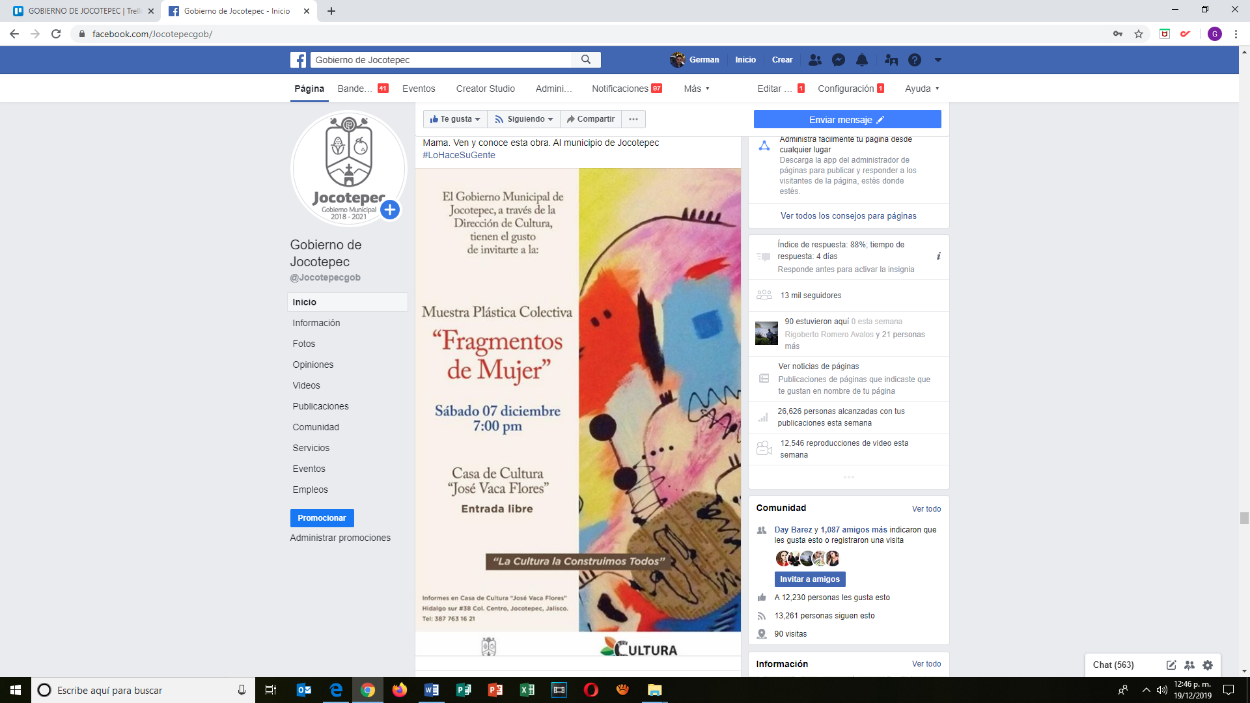 GOBIERNO DE JOCOTEPEC | Trell
Gobierno de Jocotepec - Inicio
facebook.com/Jocotepecgob/
G
Gobierno de Jocotepec
German
Inicio
Crear
Página
Bande... 41
Eventos
Creator Studio
Admini...
Notificaciones 97
Más
Editar ... 1
Configuración 1
Ayuda
Jocotepec
Gobierno Municipal
2018 - 2021
Gobierno de
Jocotepec
@Jocotepecgob
Inicio
Información
Fotos
Opiniones
Videos
Publicaciones
Comunidad
Servicios
Eventos
Empleos
Promocionar
Administrar promociones
Te gusta
Siguiendo
Compartir
Enviar mensaje
Mama. Ven y conoce esta obra. Al municipio de Jocotepec
#LoHaceSuGente
El Gobierno Municipal de
Jocotepec, a través de la
Dirección de Cultura,
tienen el gusto
de invitarte a la:
Muestra Plástica Colectiva
“Fragmentos
de Mujer”
Sábado 07 diciembre
7:00 pm
Casa de Cultura
“José Vaca Flores”
Entrada libre
“La Cultura la Construimos Todos”
Informes en Casa de Cultura “José Vaca Flores”
Hidalgo sur #38 Col. Centro, Jocotepec, Jalisco.
Tel: 387 763 16 21
CULTURA
Administra fácilmente tu página desde
cualquier lugar
Descarga la app del administrador de
páginas para publicar y responder a los
visitantes de la página, estés donde
estés.
Ver todos los consejos para páginas
Índice de respuesta: 88%; tiempo de
respuesta: 4 días
Responde antes para activar la insignia
13 mil seguidores
90 estuvieron aquí 0 esta semana
Rigoberto Romero Avalos y 21 personas
más
Ver noticias de páginas
Publicaciones de páginas que indicaste que
te gustan en nombre de tu página
26,626 personas alcanzadas con tus
publicaciones esta semana
12,546 reproducciones de video esta
semana
Comunidad
Ver todo
Day Barez y 1,087 amigos más indicaron que
les gusta esto o registraron una visita
Invitar a amigos
A 12,230 personas les gusta esto
13,261 personas siguen esto
90 visitas
Información
Ver todo
Chat (563)
Escribe aquí para buscar
12:46 p. m.
19/12/2019